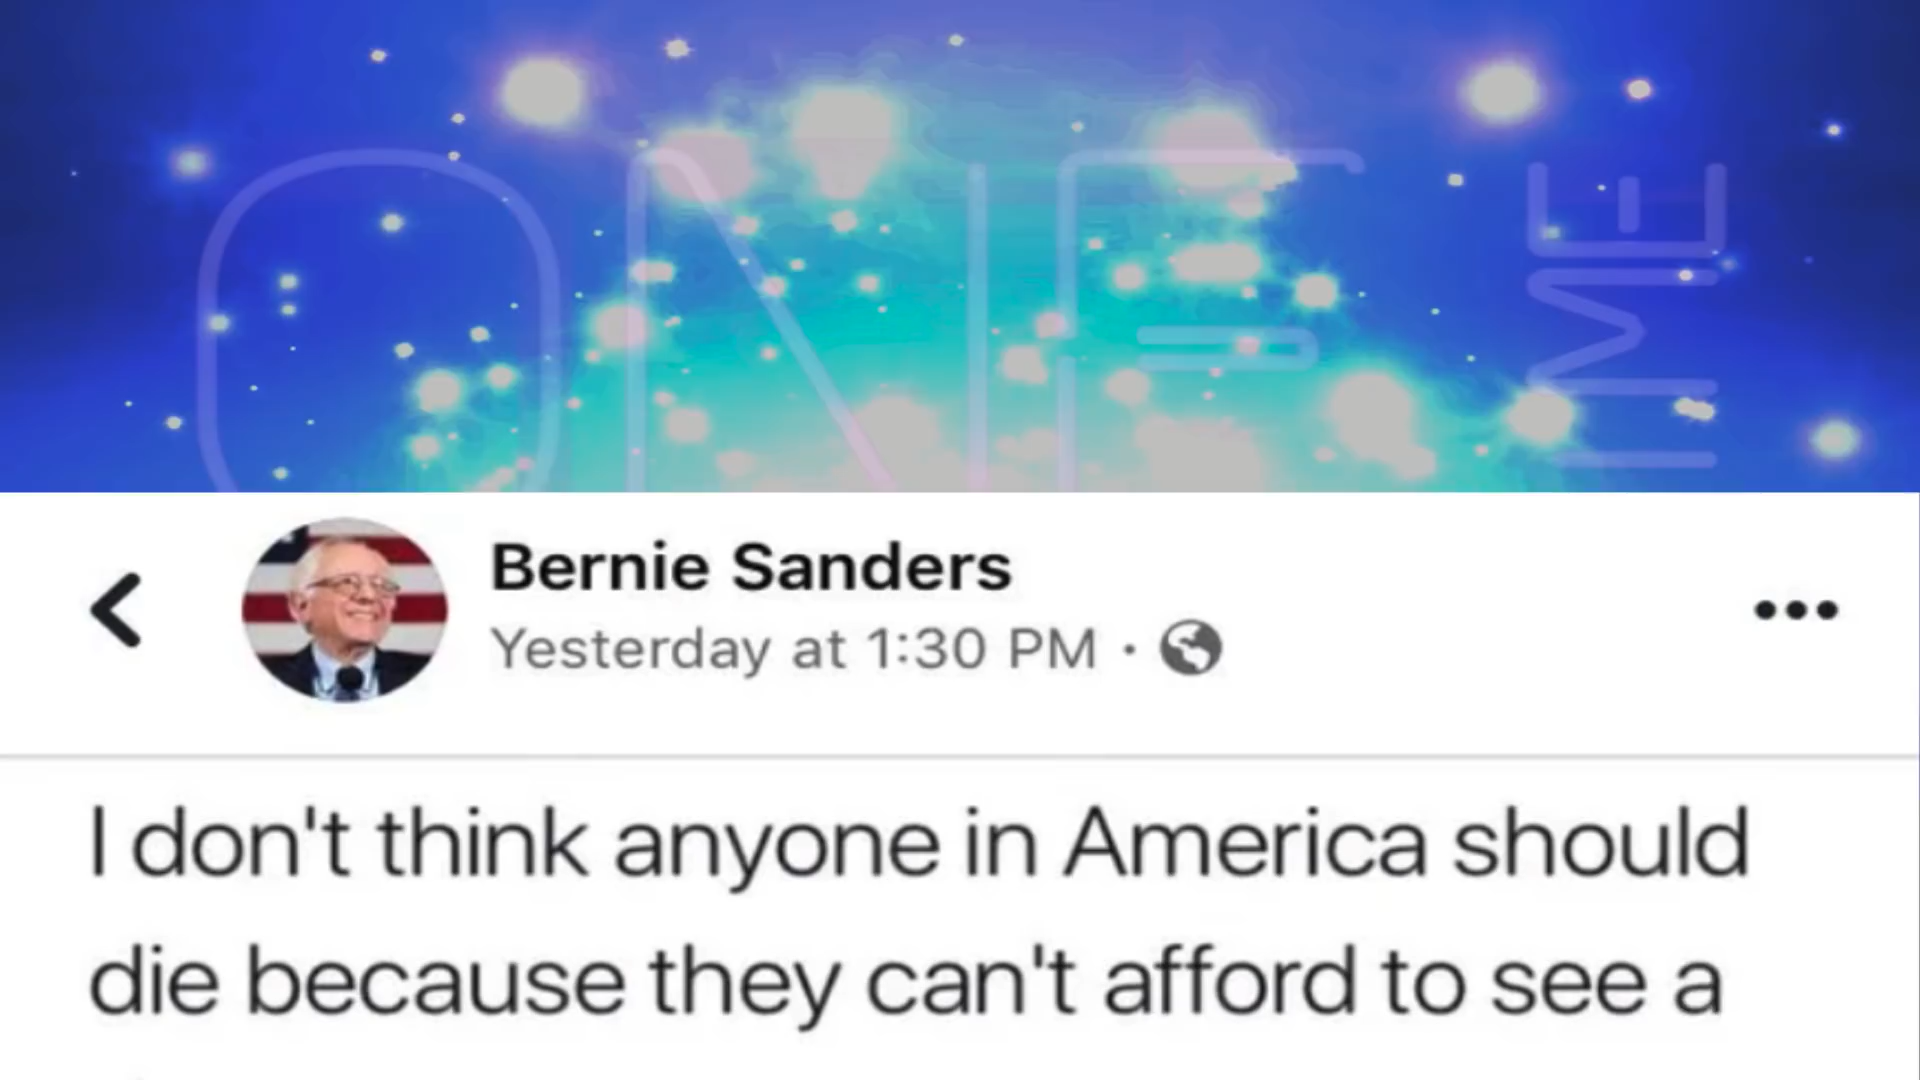 ONE
Bernie Sanders
Yesterday at 1:30 PM ·
I don't think anyone in America should
die because they can't afford to see a